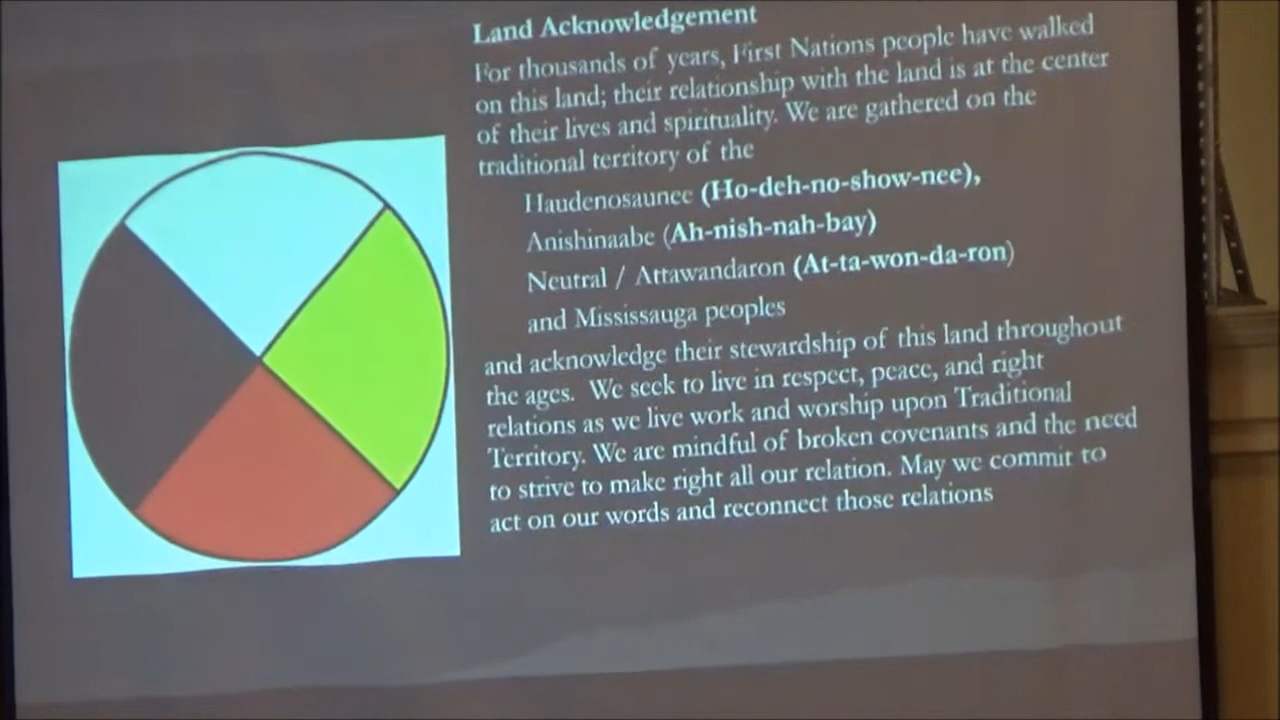 Land Acknowledgement
For thousands of years, First Nations people have walked
on this land; their relationship with the land is at the center
of their lives and spirituality. We are gathered on the
traditional territory of the
Haudenosaunee (Ho-deh-no-show-nee),
Anishinaabe (Ah-nish-nah-bay)
Neutral / Attawandaron (At-ta-won-da-ron)
and Mississauga peoples
and acknowledge their stewardship of this land throughout
the ages. We seek to live in respect, peace, and right
relations as we live work and worship upon Traditional
Territory. We are mindful of broken covenants and the need
to strive to make right all our relation. May we commit to
act on our words and reconnect those relations